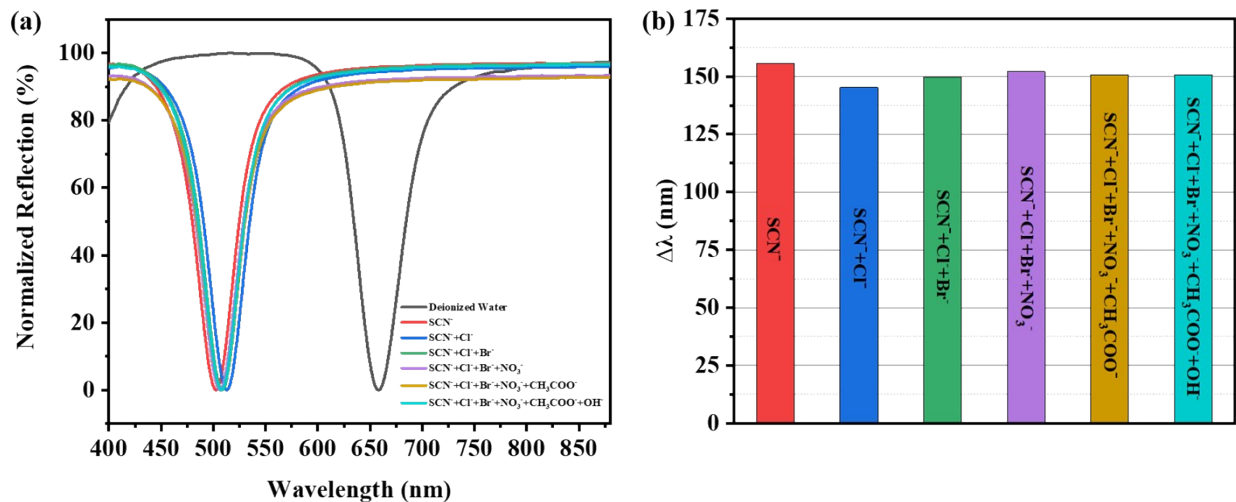 (a)
Normalized Reflection (%)
100
80
60
40
20
0
400 450 500 550 600 650 700 750 800 850
Wavelength (nm)
Deionized Water
SCN⁻
SCN⁻+Cl⁻
SCN⁻+Cl⁻+Br⁻
SCN⁻+Cl⁻+Br⁻+NO₃⁻
SCN⁻+Cl⁻+Br⁻+NO₃⁻+CH₃COO⁻
SCN⁻+Cl⁻+Br⁻+NO₃⁻+CH₃COO⁻+OH⁻
(b)
Δλ (nm)
175
150
125
100
75
50
25
0
SCN⁻
SCN⁻+Cl⁻
SCN⁻+Cl⁻+Br⁻
SCN⁻+Cl⁻+Br⁻+NO₃⁻
SCN⁻+Cl⁻+Br⁻+NO₃⁻+CH₃COO⁻
SCN⁻+Cl⁻+Br⁻+NO₃⁻+CH₃COO⁻+OH⁻